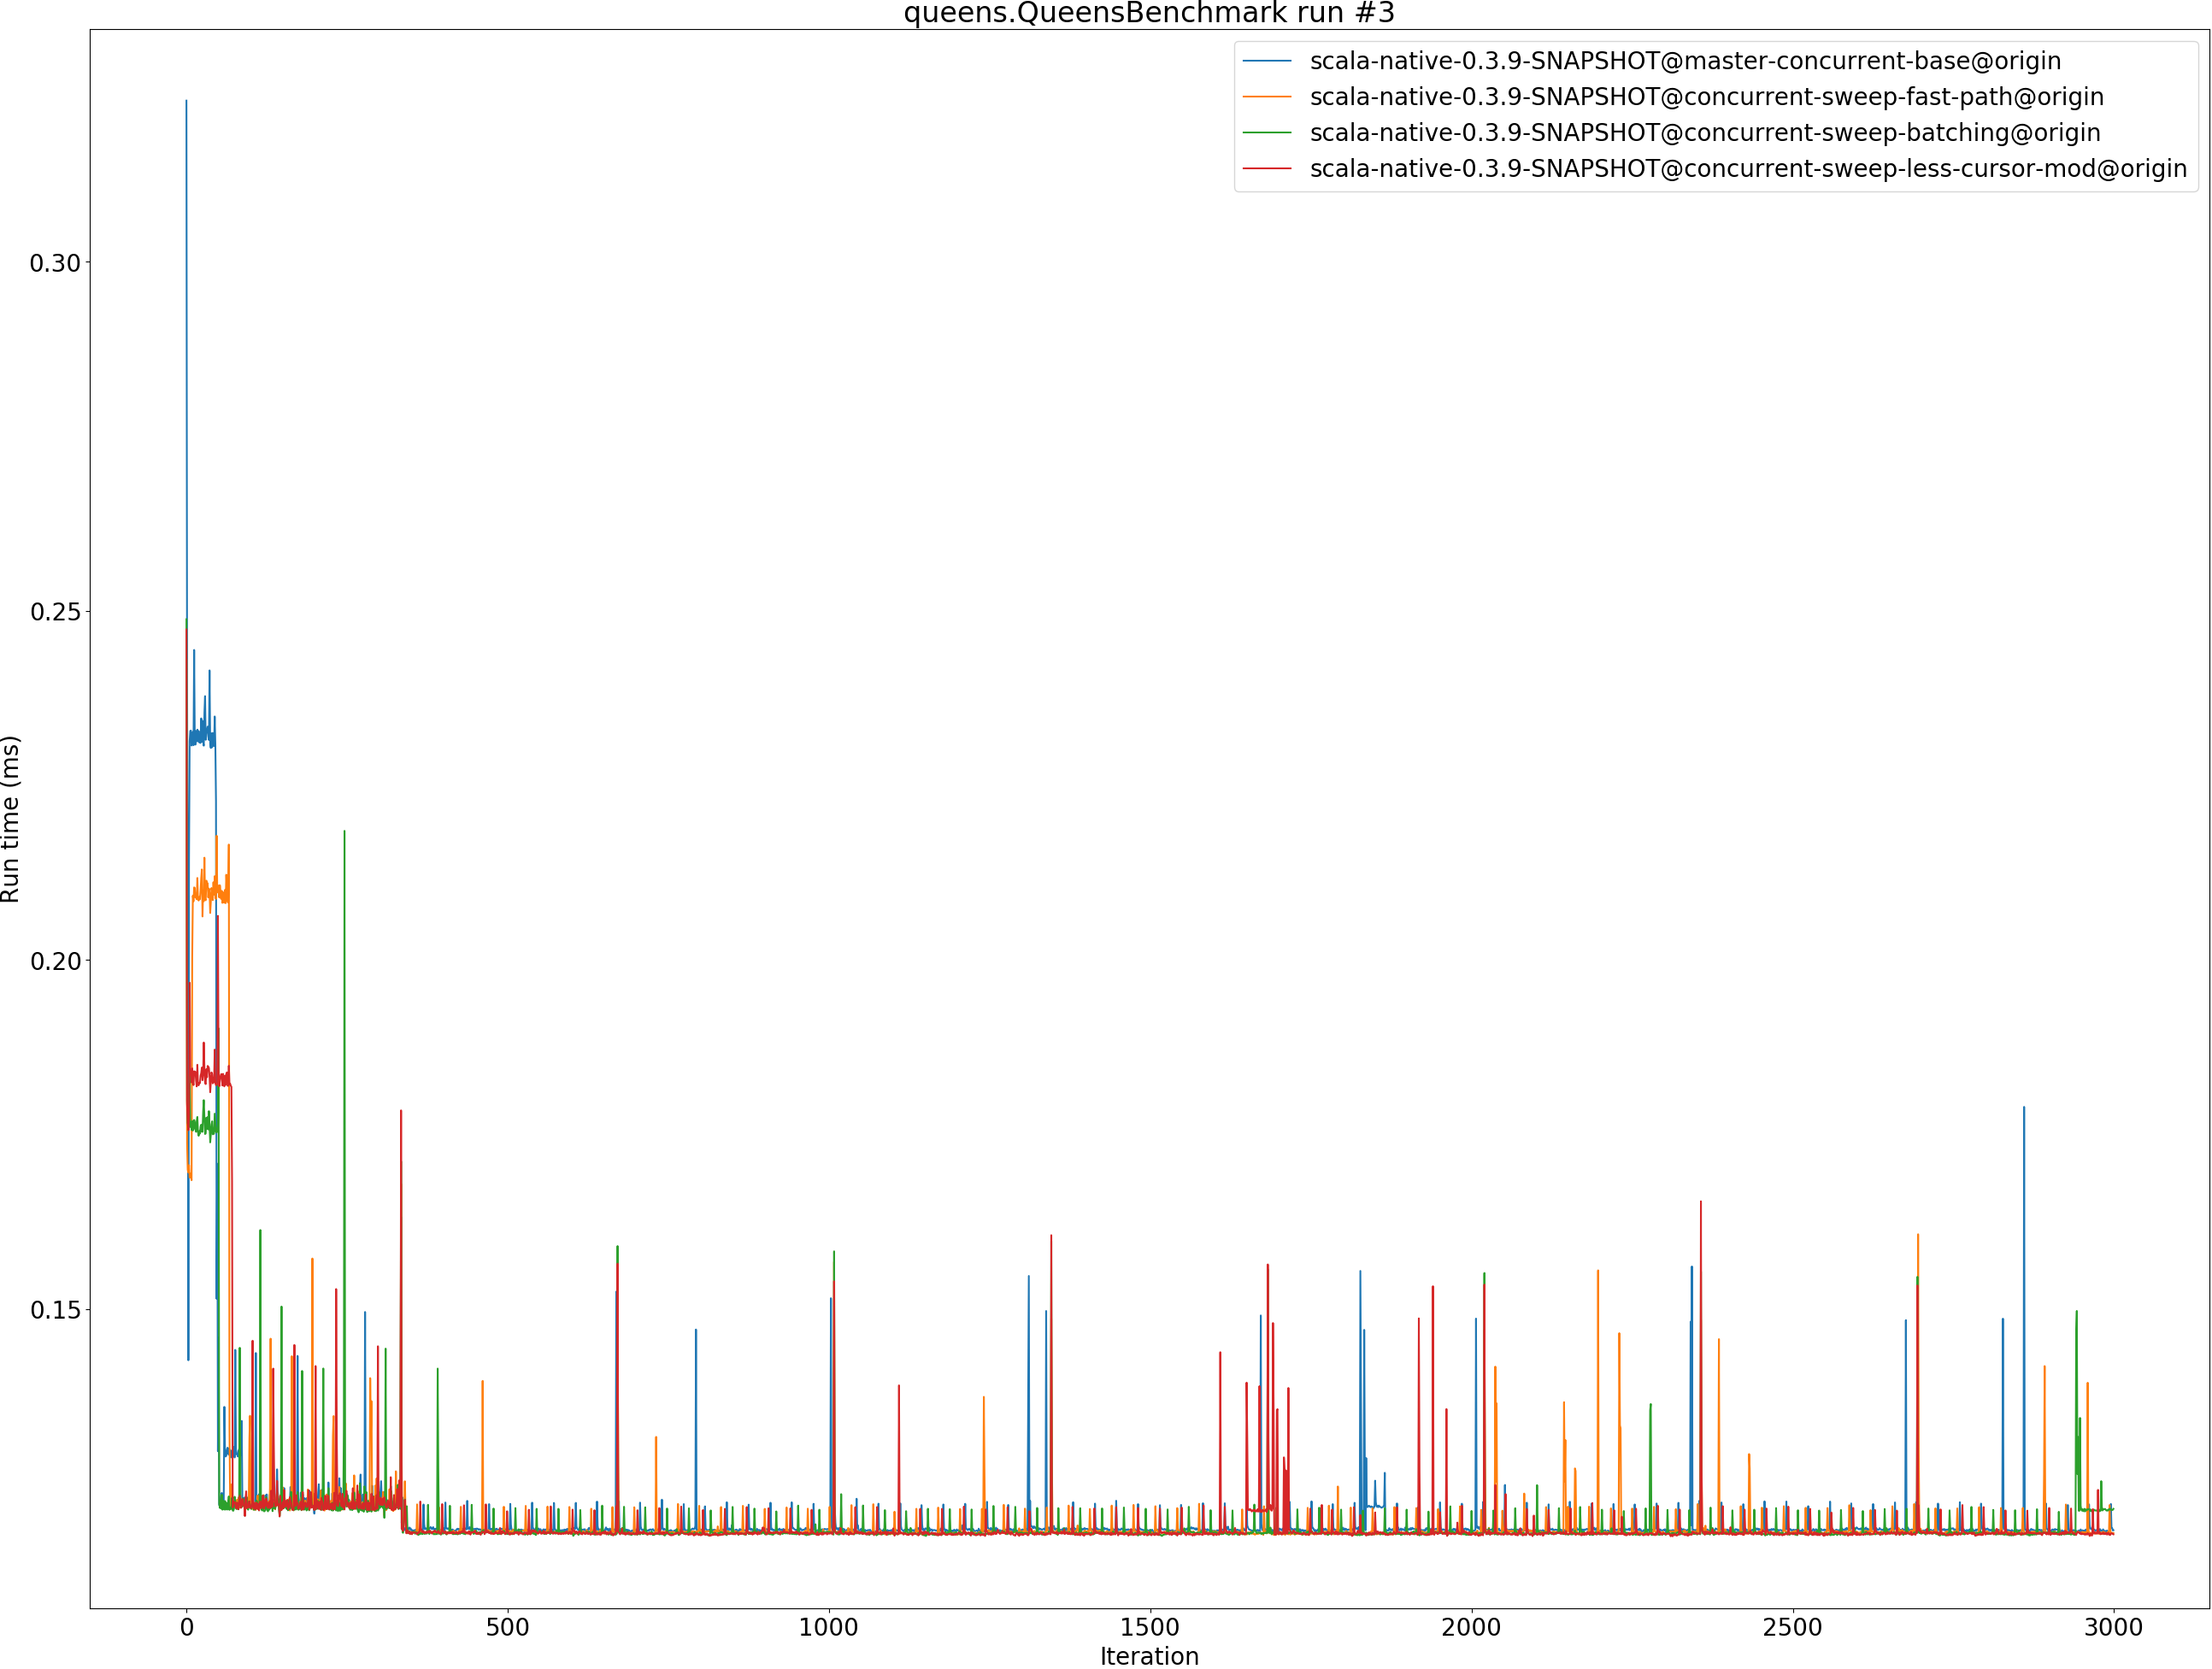 queens.QueensBenchmark run #3
scala-native-0.3.9-SNAPSHOT@master-concurrent-base@origin
scala-native-0.3.9-SNAPSHOT@concurrent-sweep-fast-path@origin
scala-native-0.3.9-SNAPSHOT@concurrent-sweep-batching@origin
scala-native-0.3.9-SNAPSHOT@concurrent-sweep-less-cursor-mod@origin
0.30
0.25
0.20
0.15
Run time (ms)
0 500 1000 1500 2000 2500 3000
Iteration